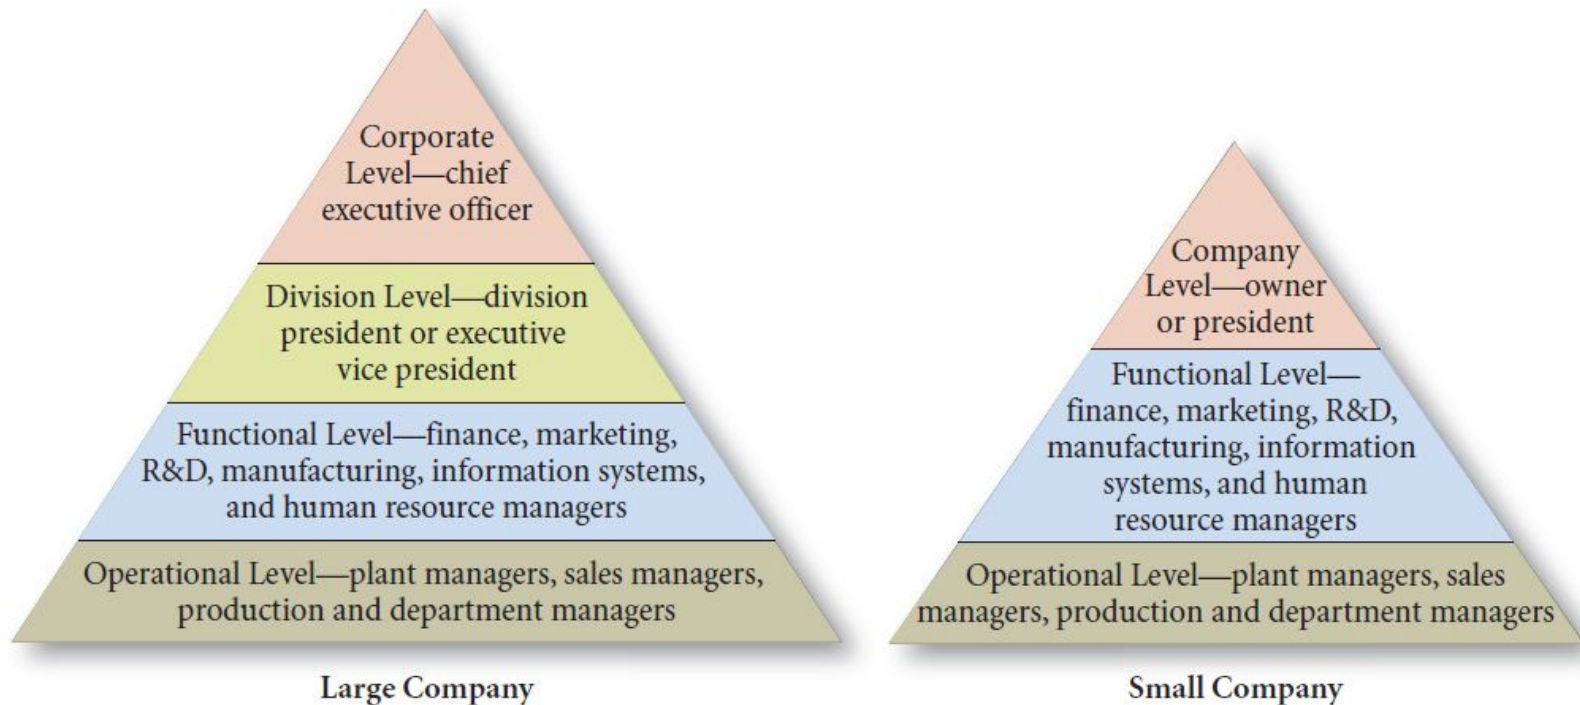 Corporate
Level—chief
executive officer
Division Level—division
president or executive
vice president
Functional Level—finance, marketing,
R&D, manufacturing, information systems,
and human resource managers
Operational Level—plant managers, sales managers,
production and department managers
Large Company
Company
Level—owner
or president
Functional Level—
finance, marketing, R&D,
manufacturing, information
systems, and human
resource managers
Operational Level—plant managers, sales
managers, production and department managers
Small Company